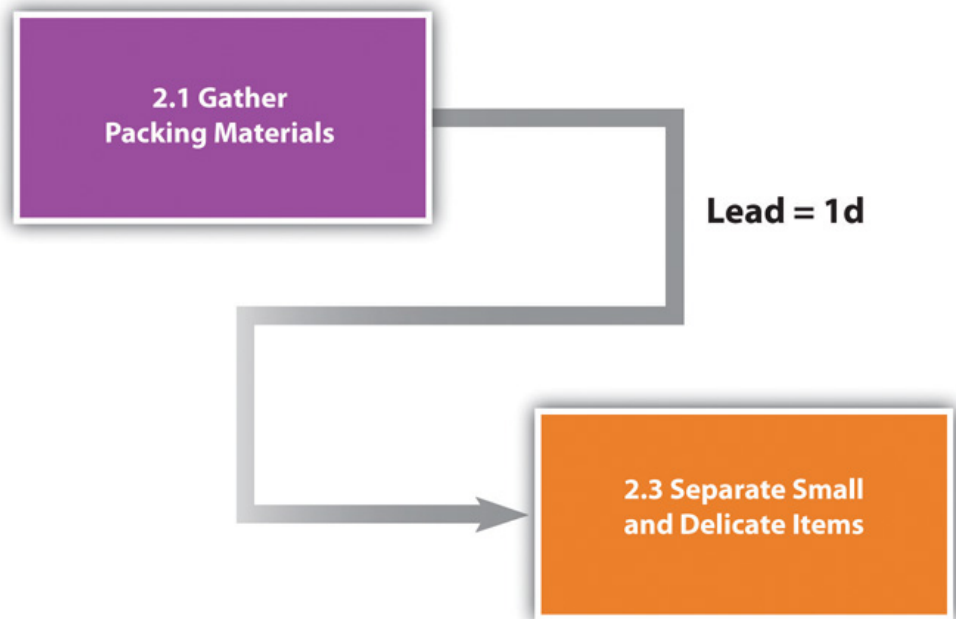 2.1 Gather
Packing Materials
Lead = 1d
2.3 Separate Small
and Delicate Items